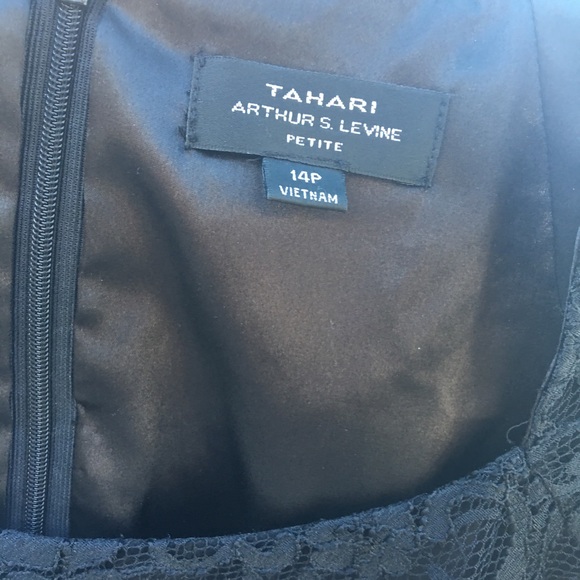 TAHARI
ARTHUR S. LEVINE
PETITE
14P
VIETNAM